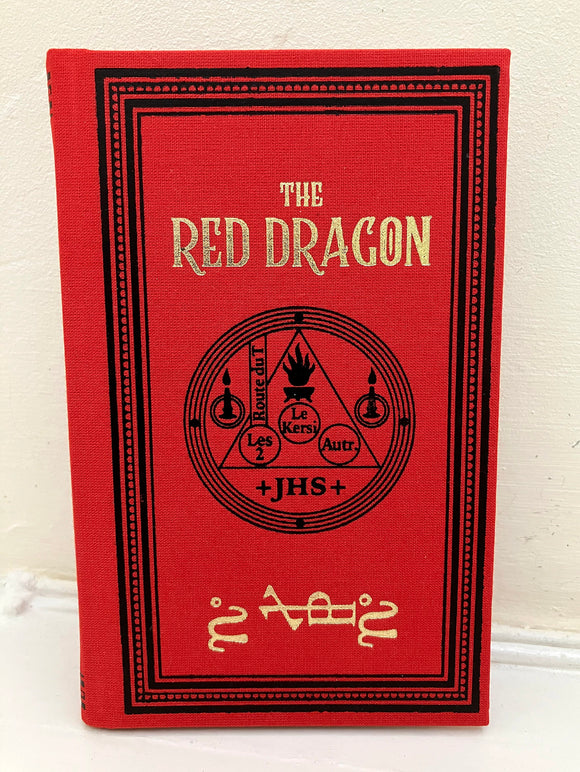 THE
RED DRAGON
Route du T
Le
Kersi
Les
2
Autr.
+JHS+